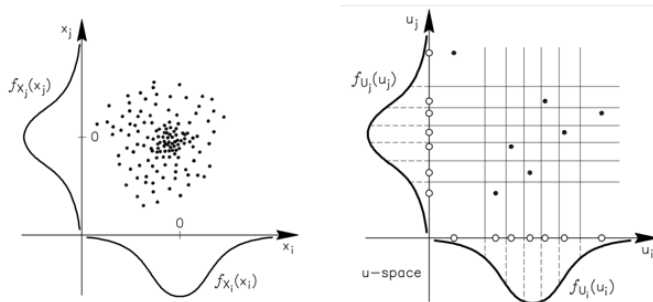 x_j
f_{X_j}(x_j)
0
0
x_i
f_{X_i}(x_i)
u_j
f_{U_j}(u_j)
u-space
u_i
f_{U_i}(u_i)